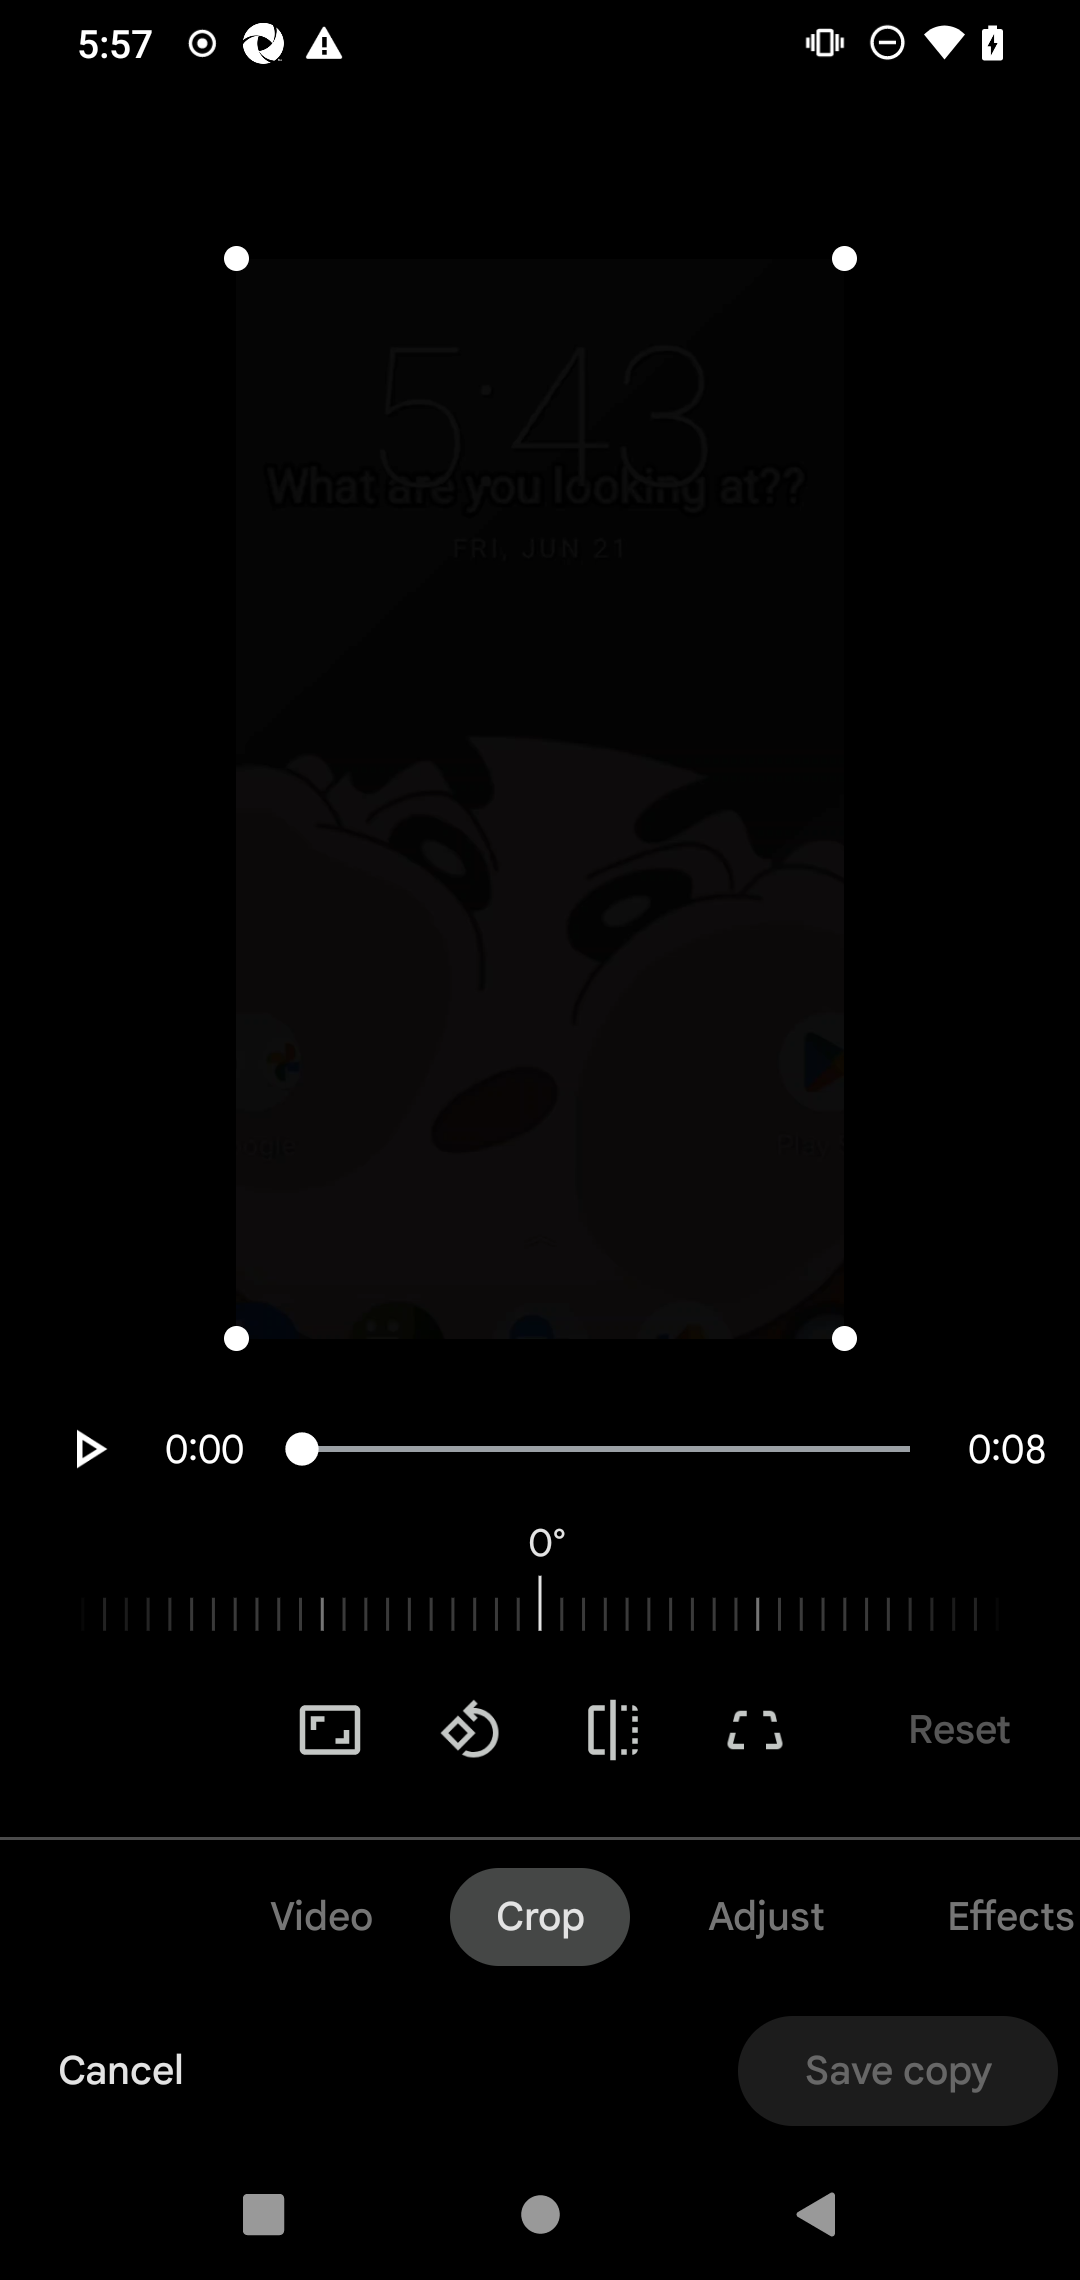 5:57
5:43
What are you looking at??
FRI, JUN 21
0:00
0:08
0°
Reset
Video Crop Adjust Effects
Cancel
Save copy